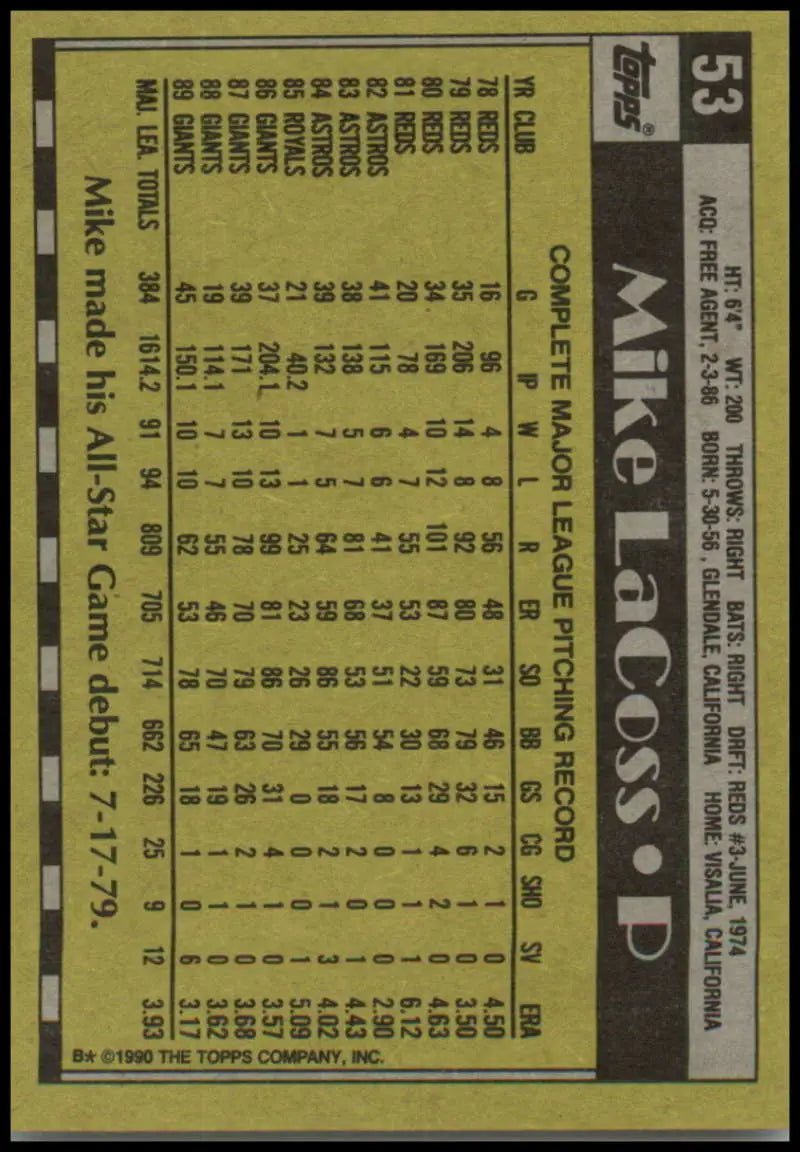 53
HT: 6'4" WT: 200 THROWS: RIGHT BATS: RIGHT DRFT: REDS #3-JUNE, 1974
ACQ: FREE AGENT, 2-3-86 BORN: 5-30-56 , GLENDALE, CALIFORNIA HOME: VISALIA, CALIFORNIA
topps®
Mike LaCoss • P
COMPLETE MAJOR LEAGUE PITCHING RECORD
YR CLUB G IP W L R ER SO BB GS CG SHO SV ERA
78 REDS 16 96 4 8 56 48 31 46 15 2 1 0 4.50
79 REDS 35 206 14 8 92 80 73 79 32 6 1 0 3.50
80 REDS 34 169 10 12 101 87 59 68 29 4 2 0 4.63
81 REDS 20 78 4 7 55 53 22 30 13 1 1 1 6.12
82 ASTROS 41 115 6 6 41 37 51 54 8 0 0 0 2.90
83 ASTROS 38 138 5 7 81 68 53 56 17 2 0 1 4.43
84 ASTROS 39 132 7 5 64 59 86 55 18 2 1 3 4.02
85 ROYALS 21 40.2 1 1 25 23 26 29 0 0 0 1 5.09
86 GIANTS 37 204.1 10 13 99 81 86 70 31 4 1 0 3.57
87 GIANTS 39 171 13 10 78 70 79 63 26 2 1 0 3.68
88 GIANTS 19 114.1 7 7 55 46 70 47 19 1 1 0 3.62
89 GIANTS 45 150.1 10 10 62 53 78 65 18 1 0 6 3.17
MAJ. LEA. TOTALS 384 1614.2 91 94 809 705 714 662 226 25 9 12 3.93
Mike made his All-Star Game debut: 7-17-79.
B* ©1990 THE TOPPS COMPANY, INC.